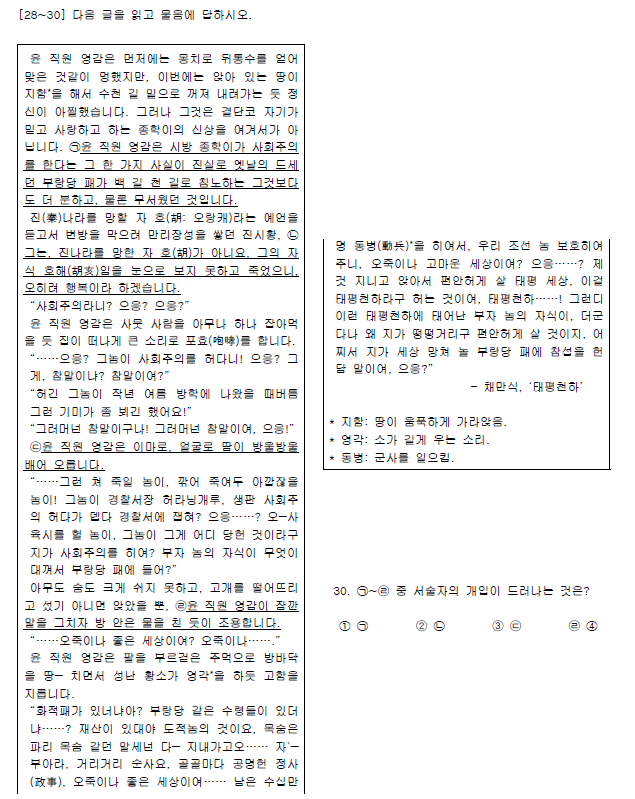 [28~30] 다음 글을 읽고 물음에 답하시오.
윤 직원 영감은 먼저에는 몽치로 뒤통수를 얻어
맞은 것같이 멍했지만, 이번에는 앉아 있는 땅이
지함*을 해서 수천 길 밑으로 꺼져 내려가는 듯 정
신이 아찔했습니다. 그러나 그것은 결단코 자기가
믿고 사랑하고 하는 종학이의 신상을 여겨서가 아
닙니다. ㉠윤 직원 영감은 시방 종학이가 사회주의
를 한다는 그 한 가지 사실이 진실로 옛날의 드세
던 부랑당 패가 백 길 천 길로 침노하는 그것보다
도 더 분하고, 물론 무서웠던 것입니다.
진(秦)나라를 망할 자 호(胡: 오랑캐)라는 예언을
듣고서 변방을 막으려 만리장성을 쌓던 진시황, ㉡
그는, 진나라를 망한 자 호(胡)가 아니요, 그의 자
식 호해(胡亥)임을 눈으로 보지 못하고 죽었으니,
오히려 행복이라 하겠습니다.
“사회주의라니? 으응? 으응?”
윤 직원 영감은 사뭇 사람을 아무나 하나 잡아먹
을 듯 집이 떠나게 큰 소리로 포효(咆哮)를 합니다.
“……으응? 그놈이 사회주의를 허다니! 으응? 그
게, 참말이냐? 참말이여?”
“허긴 그놈이 작년 여름 방학에 나왔을 때버틈
그런 기미가 좀 뵈긴 했어요!”
“그러머넌 참말이구나! 그러머넌 참말이여, 으응!”
㉢윤 직원 영감은 이마로, 얼굴로 땀이 방울방울
배어 오릅니다.
“……그런 쳐 죽일 놈이, 깎어 죽여두 아깝잖을
놈이! 그놈이 경찰서장 허라닝개루, 생판 사회주
의 허다가 뎁다 경찰서에 잽혀? 으응……? 오─사
육시를 헐 놈이, 그놈이 그게 어디 당헌 것이라구
지가 사회주의를 히여? 부자 놈의 자식이 무엇이
대껴서 부랑당 패에 들어?”
아무도 숨도 크게 쉬지 못하고, 고개를 떨어뜨리
고 섰기 아니면 앉았을 뿐, ㉣윤 직원 영감이 잠깐
말을 그치자 방 안은 물을 친 듯이 조용합니다.
“……오죽이나 좋은 세상이여? 오죽이나…….”
윤 직원 영감은 팔을 부르걷은 주먹으로 방바닥
을 땅─ 치면서 성난 황소가 영각*을 하듯 고함을
지릅니다.
“화적패가 있너냐아? 부랑당 같은 수령들이 있더
냐……? 재산이 있대야 도적놈의 것이요, 목숨은
파리 목숨 같던 말세넌 다─ 지내가고오…… 자─
부아라, 거리거리 순사요, 골골마다 공명헌 정사
(政事), 오죽이나 좋은 세상이여…… 남은 수십만
명 동병(動兵)*을 히여서, 우리 조선 놈 보호히여
주니, 오죽이나 고마운 세상이여? 으응……? 제
것 지니고 앉아서 편안허게 살 태평 세상, 이걸
태평천하라구 허는 것이여, 태평천하……! 그런디
이런 태평천하에 태어난 부자 놈의 자식이, 더군
다나 왜 지가 떵떵거리구 편안허게 살 것이지, 어
찌서 지가 세상 망쳐 놀 부랑당 패에 참섭을 헌
담 말이여, 으응?”
- 채만식, ‘태평천하’
* 지함: 땅이 움푹하게 가라앉음.
* 영각: 소가 길게 우는 소리.
* 동병: 군사를 일으킴.
30. ㉠~㉣ 중 서술자의 개입이 드러나는 것은?
① ㉠ ② ㉡ ③ ㉢ ㉣ ④